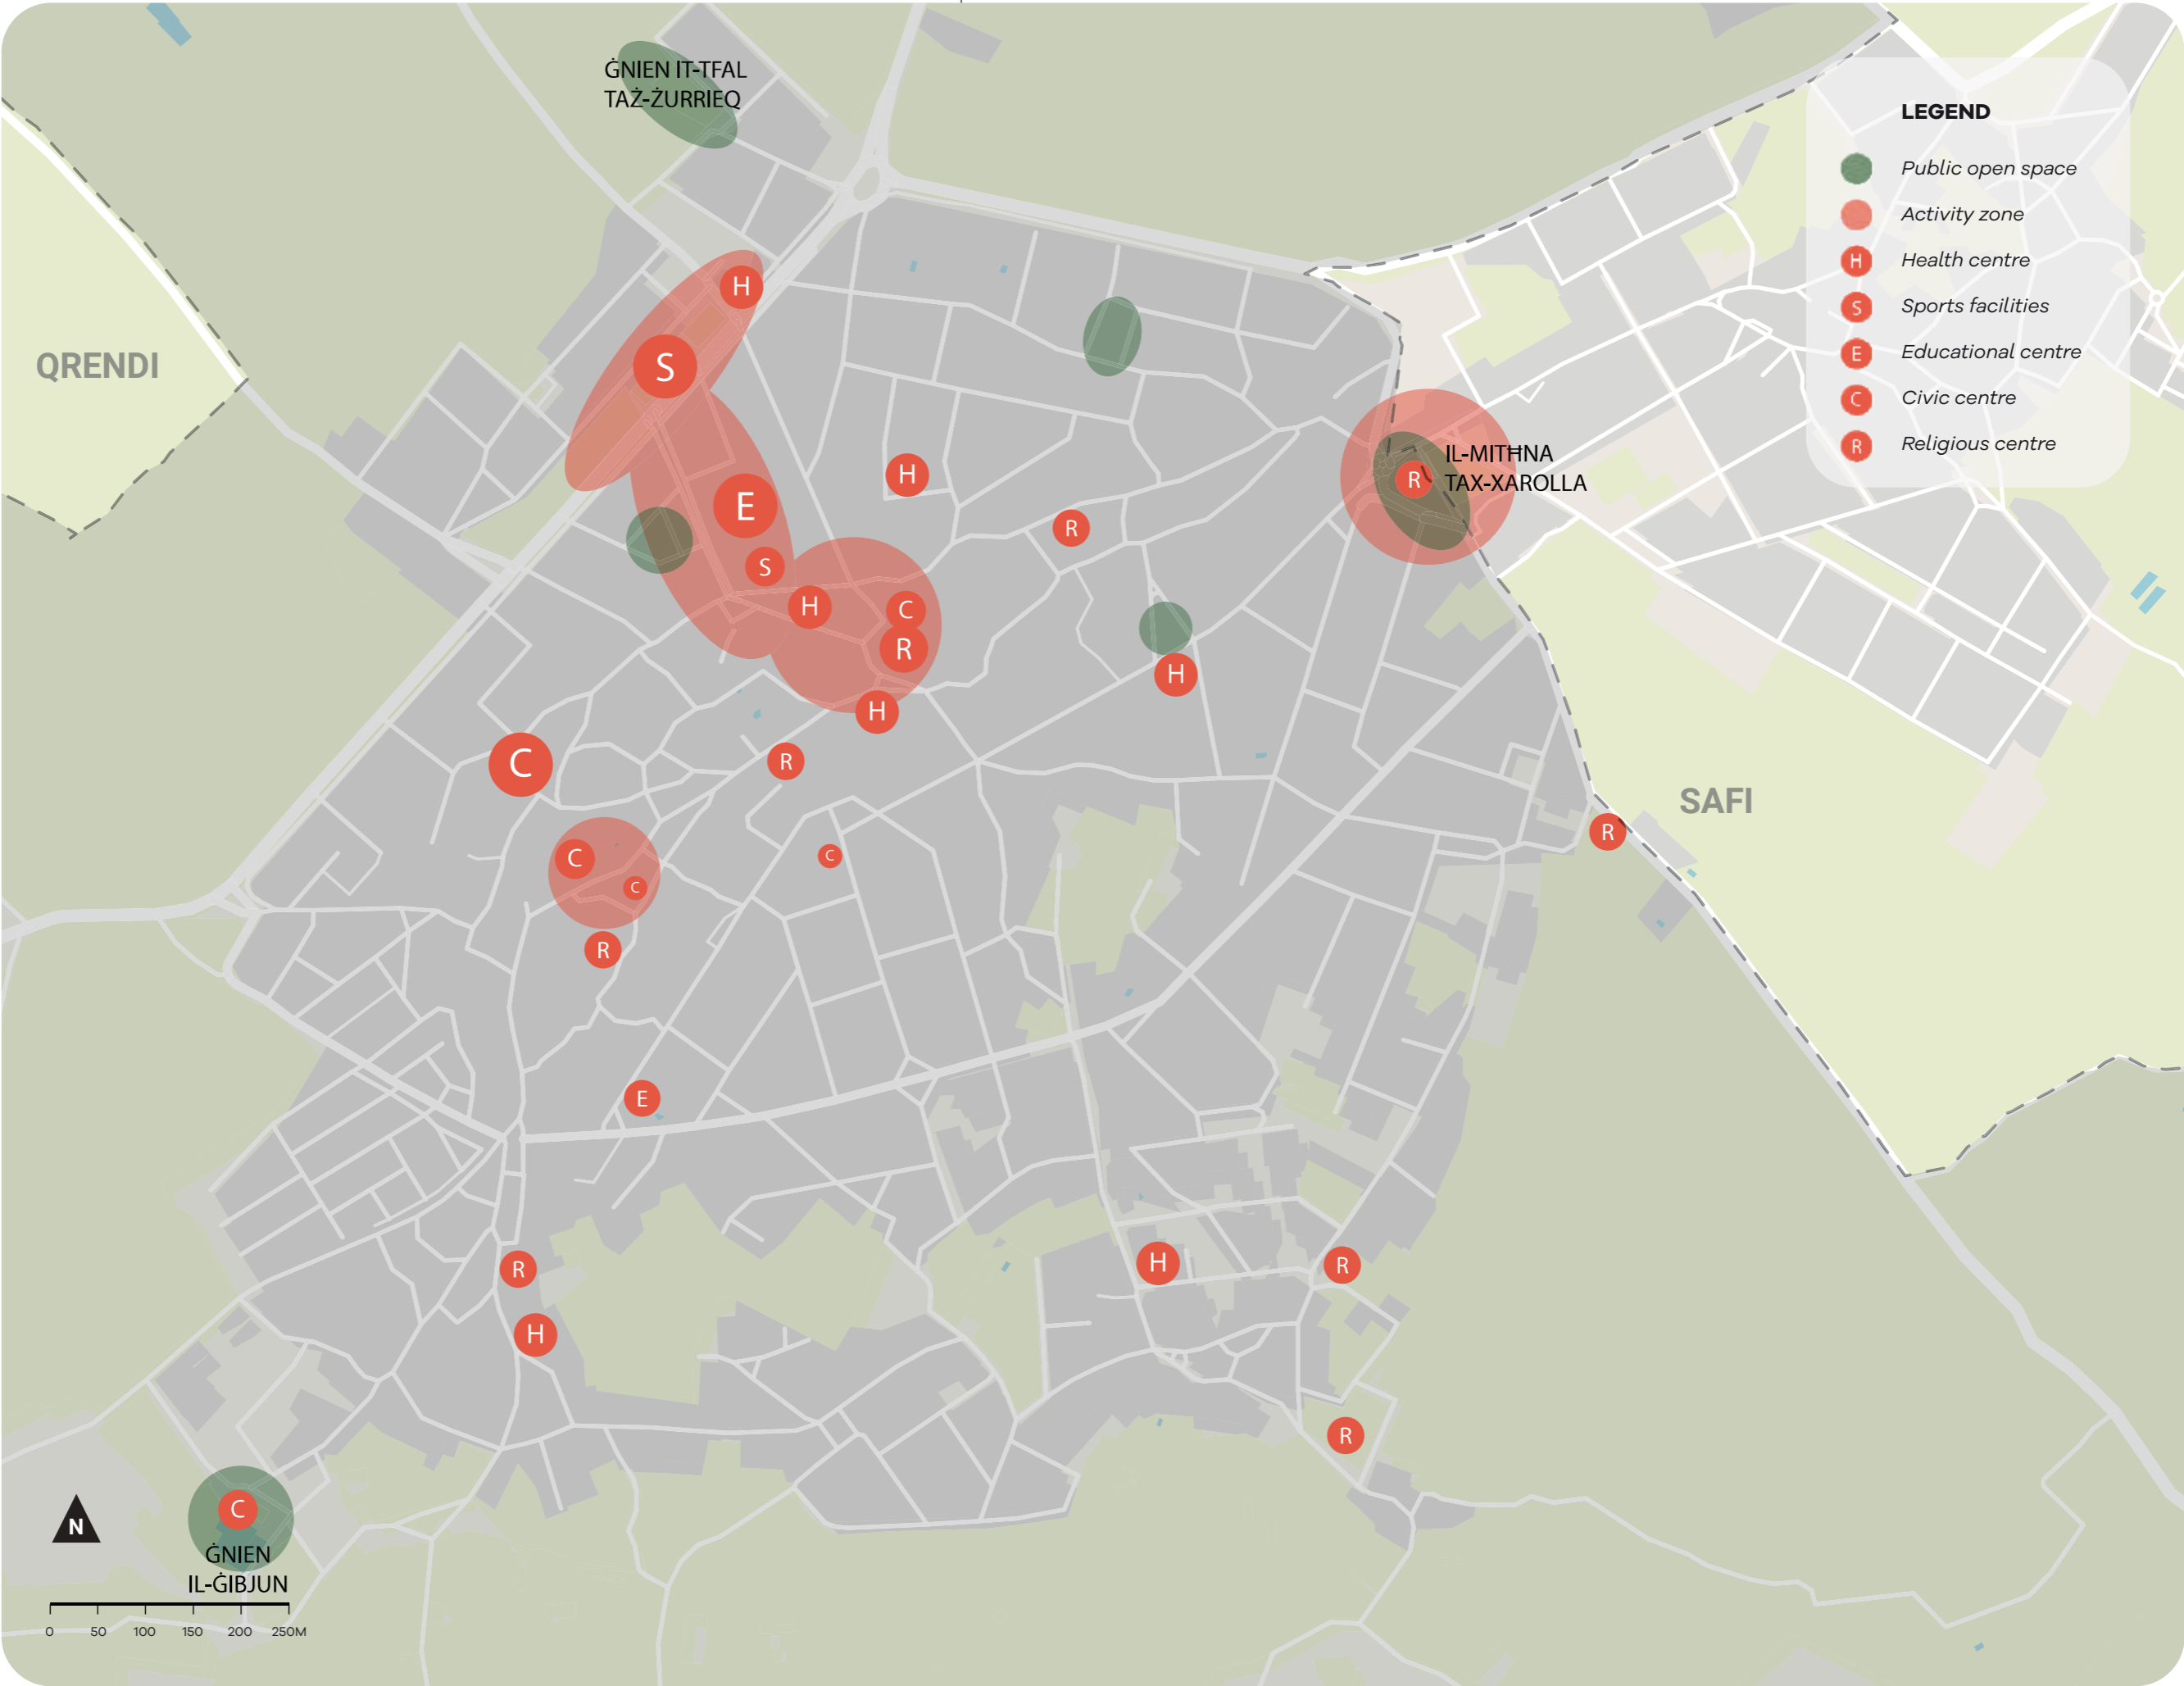 ĠNIEN IT-TFAL
TAŻ-ŻURRIEQ
LEGEND
Public open space
Activity zone
H Health centre
S Sports facilities
E Educational centre
C Civic centre
R Religious centre
H
QRENDI
S
IL-MITĦNA
TAX-XAROLLA
H
R
E
R
S
H
C
R
H
H
C
R
SAFI
R
C
C
C
R
E
R
H
R
H
R
C
N
ĠNIEN
IL-ĠIBJUN
0 50 100 150 200 250M